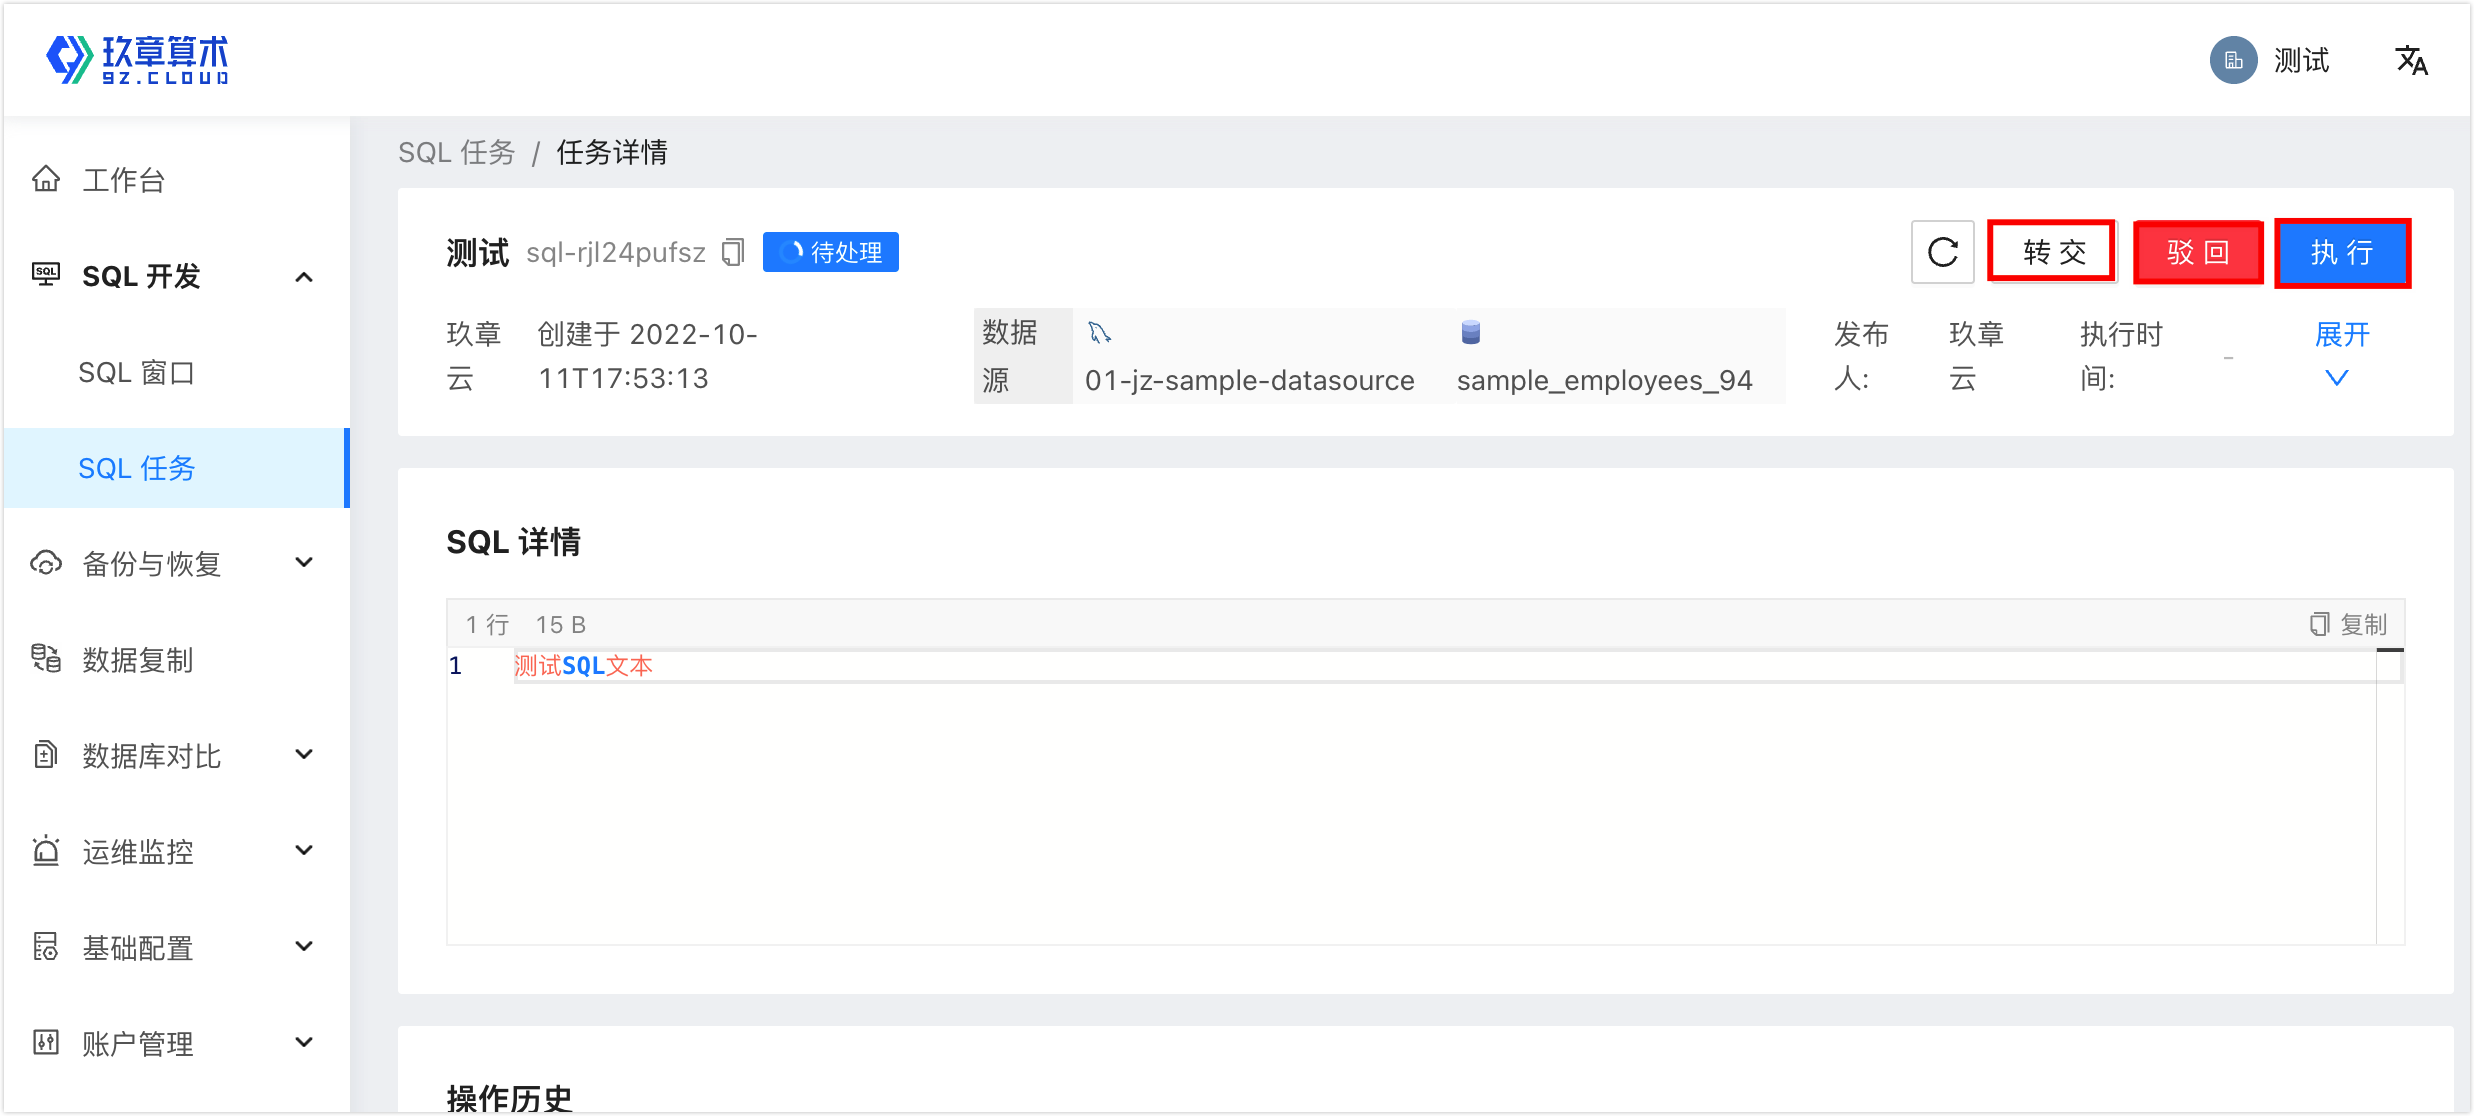 玖章算术
9Z.CLOUD
测试
工作台
SQL 开发
SQL 窗口
SQL 任务
备份与恢复
数据复制
数据库对比
运维监控
基础配置
账户管理
SQL 任务 / 任务详情
测试 sql-rjl24pufsz 待处理
转 交
驳 回
执 行
玖章云
创建于 2022-10-11T17:53:13
数据源
01-jz-sample-datasource
sample_employees_94
发布人:
玖章云
执行时间:
-
展开
SQL 详情
1 行 15 B
复制
1 测试SQL文本
操作历史